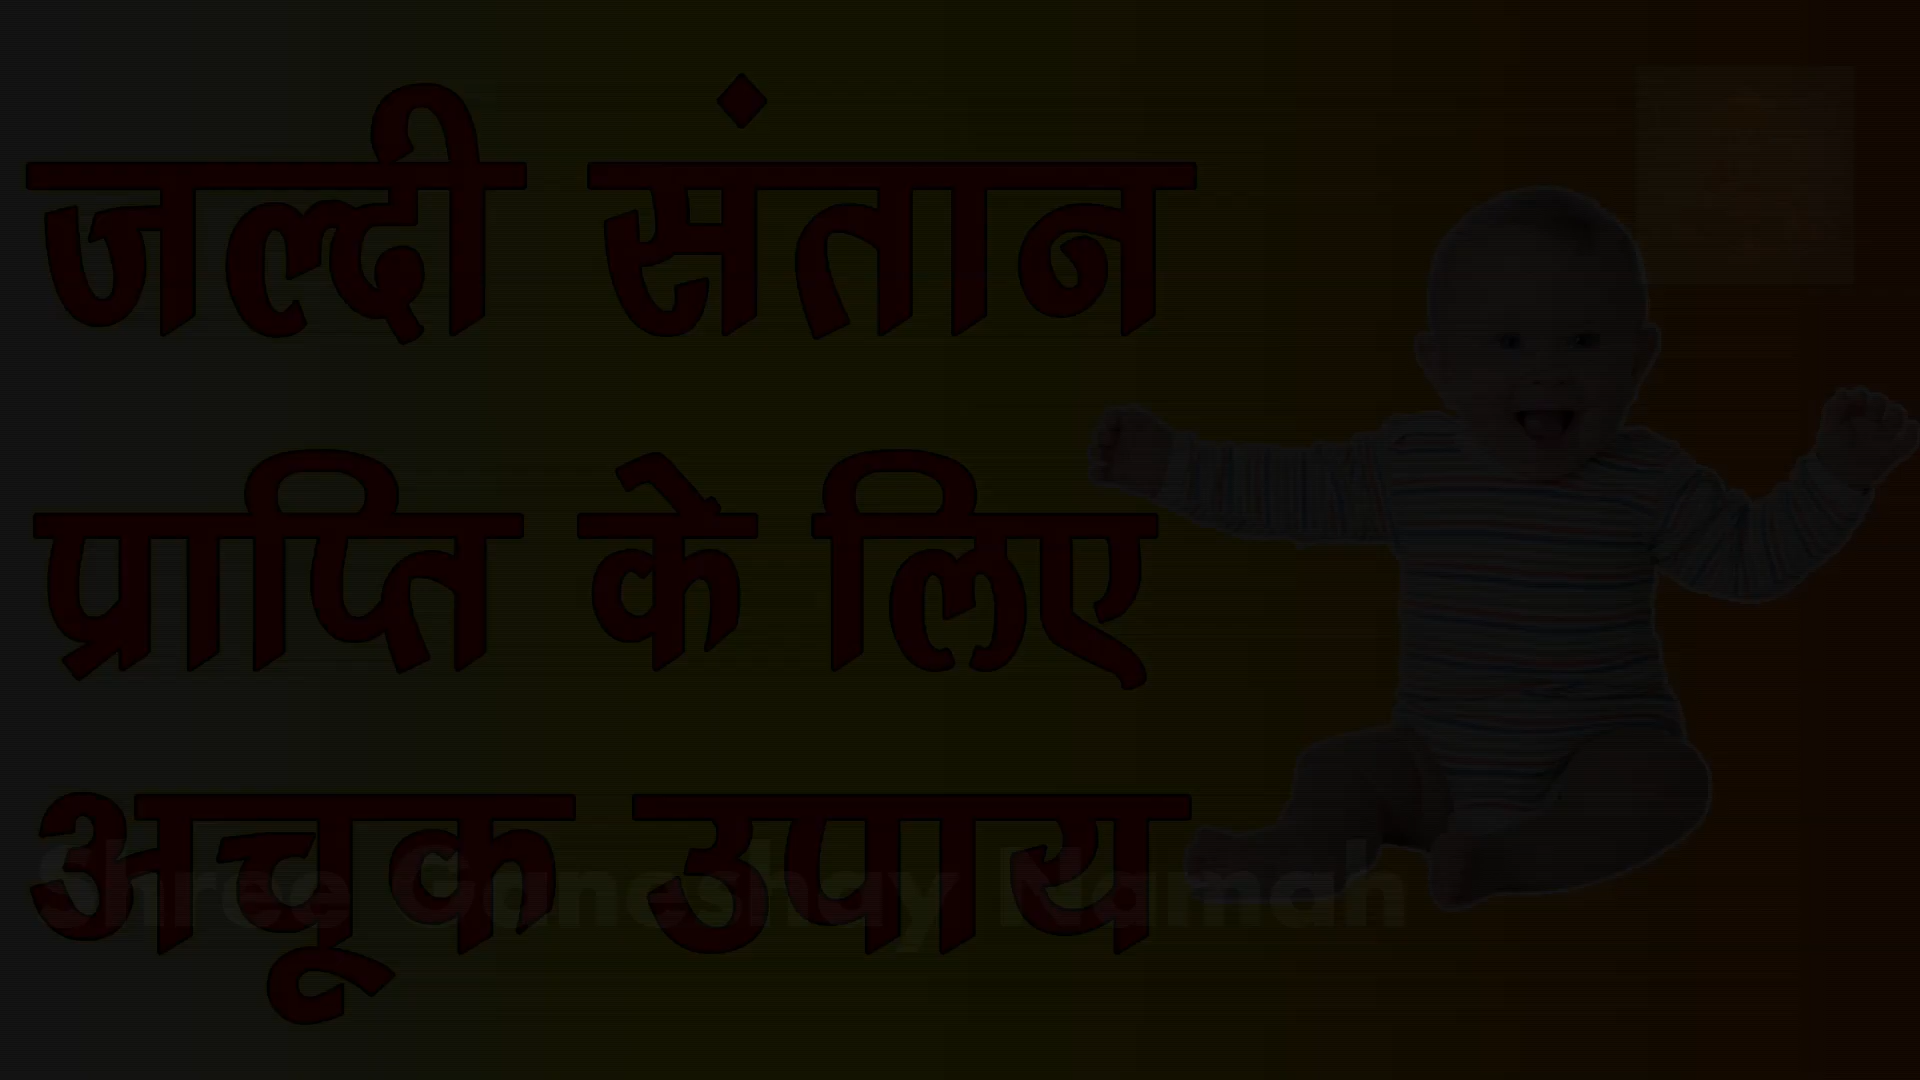 जल्दी संतान
प्राप्ति के लिए
अचूक उपाय
Shree Ganeshay Namah